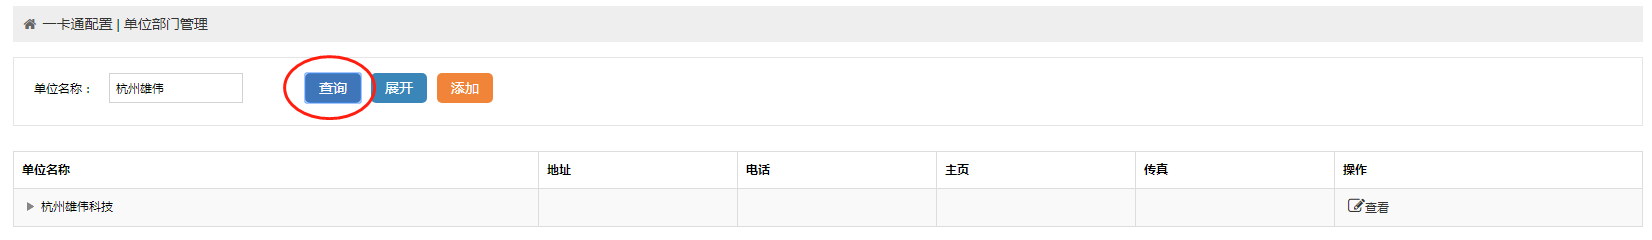 一卡通配置 | 单位部门管理
单位名称： 杭州雄伟 查询 展开 添加
单位名称 地址 电话 主页 传真 操作
杭州雄伟科技 查看